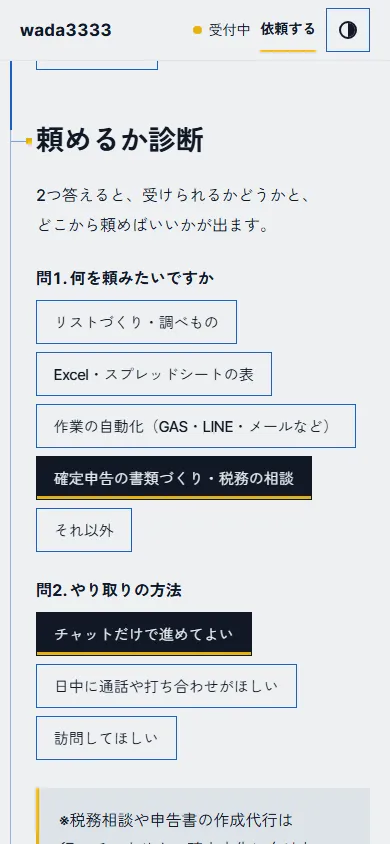 wada3333
受付中
依頼する
頼めるか診断
2つ答えると、受けられるかどうかと、
どこから頼めばいいかが出ます。
問1. 何を頼みたいですか
リストづくり・調べもの
Excel・スプレッドシートの表
作業の自動化（GAS・LINE・メールなど）
確定申告の書類づくり・税務の相談
それ以外
問2. やり取りの方法
チャットだけで進めてよい
日中に通話や打ち合わせがほしい
訪問してほしい
※税務相談や申告書の作成代行は